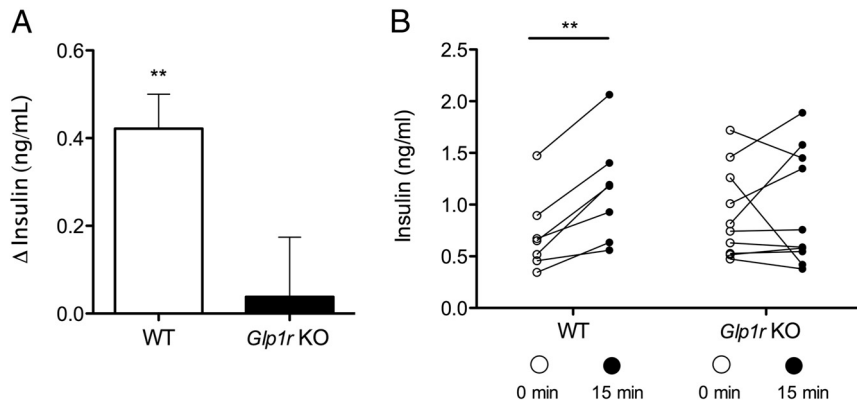 A
Δ Insulin (ng/mL)
0.6
0.4
0.2
0.0
**
WT
Glp1r KO
B
Insulin (ng/ml)
2.5
2.0
1.5
1.0
0.5
0.0
**
WT
Glp1r KO
0 min 15 min 0 min 15 min